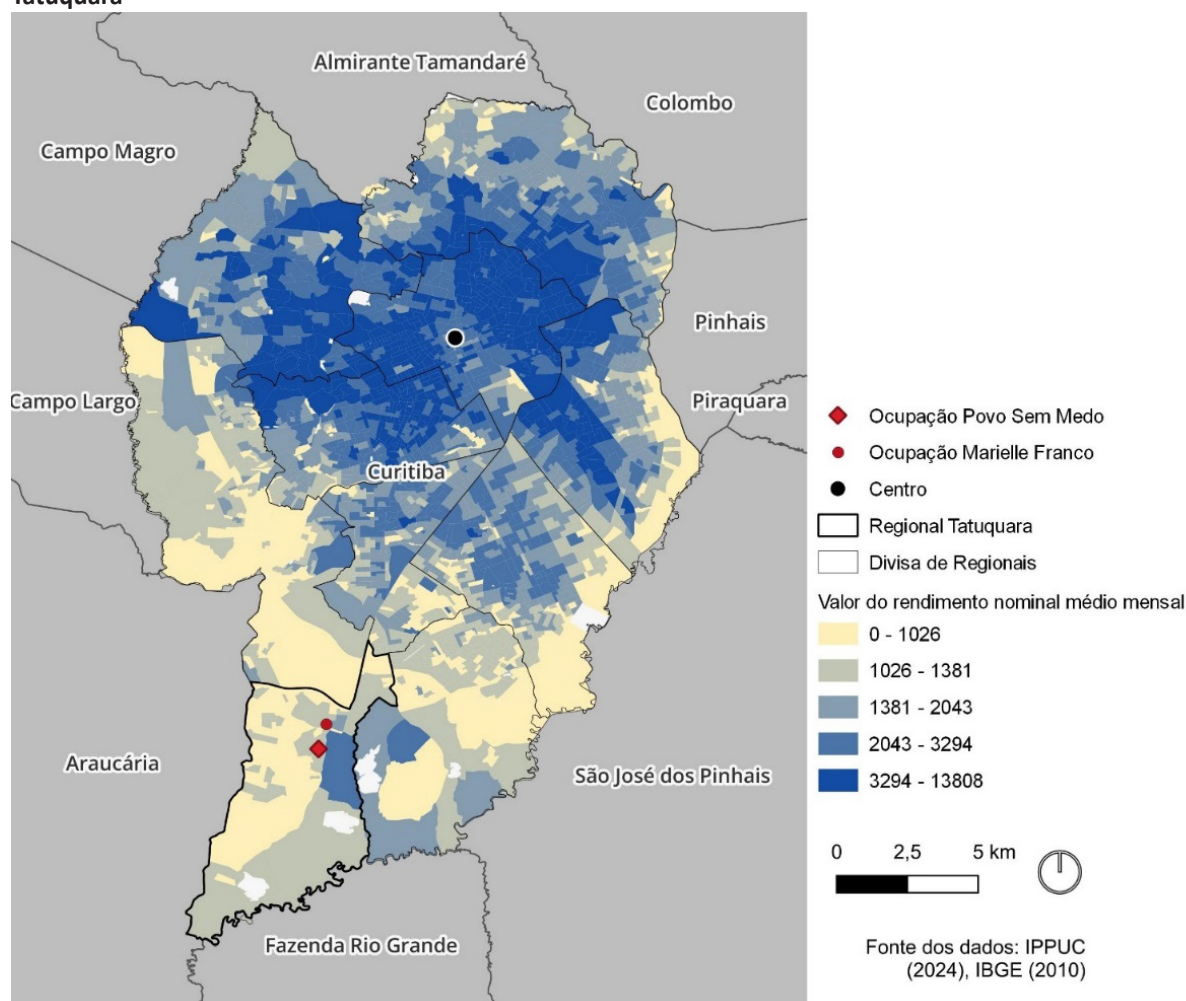 Tatuquara
Almirante Tamandaré
Colombo
Campo Magro
Pinhais
Campo Largo
Piraquara
Curitiba
Araucária
São José dos Pinhais
Fazenda Rio Grande
Ocupação Povo Sem Medo
Ocupação Marielle Franco
Centro
Regional Tatuquara
Divisa de Regionais
Valor do rendimento nominal médio mensal
0 - 1026
1026 - 1381
1381 - 2043
2043 - 3294
3294 - 13808
0 2,5 5 km
Fonte dos dados: IPPUC
(2024), IBGE (2010)